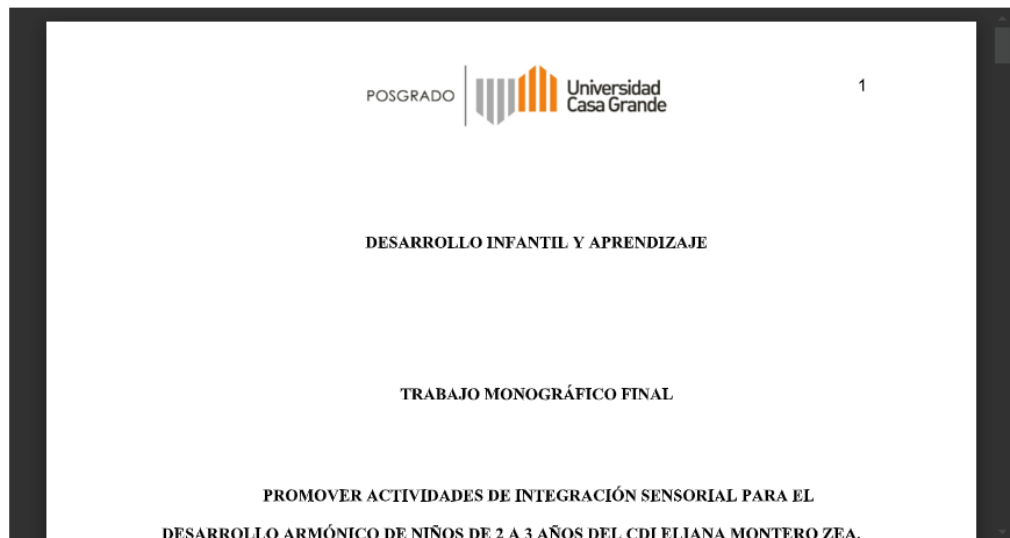 POSGRADO
Universidad
Casa Grande
1
DESARROLLO INFANTIL Y APRENDIZAJE
TRABAJO MONOGRÁFICO FINAL
PROMOVER ACTIVIDADES DE INTEGRACIÓN SENSORIAL PARA EL
DESARROLLO ARMÓNICO DE NIÑOS DE 2 A 3 AÑOS DEL CDI ELIANA MONTERO ZEA.